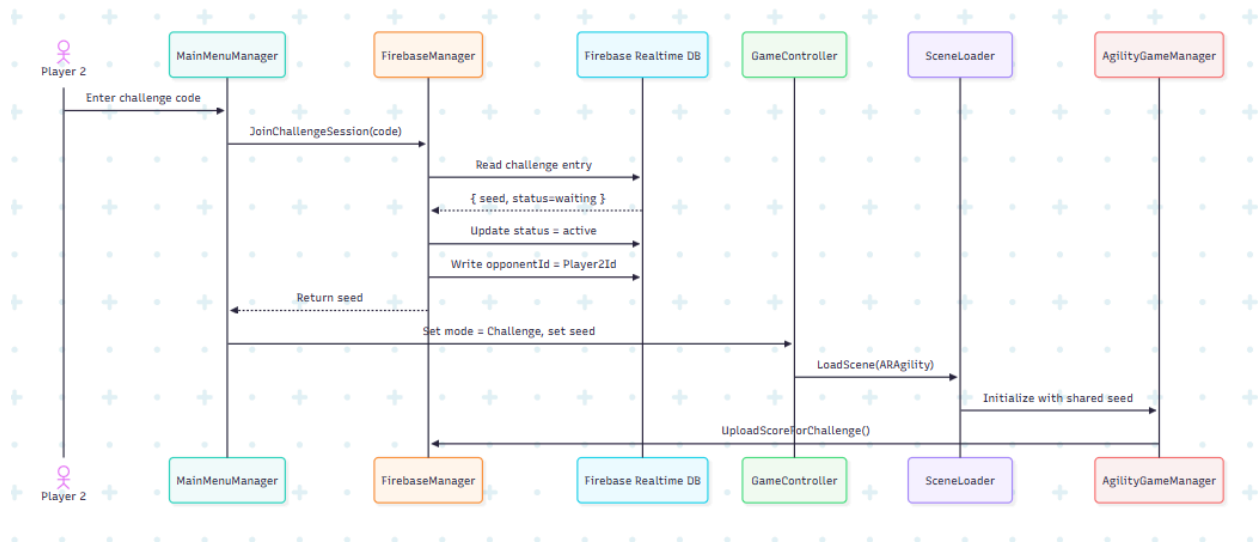 Player 2
MainMenuManager
FirebaseManager
Firebase Realtime DB
GameController
SceneLoader
AgilityGameManager
Enter challenge code
JoinChallengeSession(code)
Read challenge entry
{ seed, status=waiting }
Update status = active
Write opponentId = Player2Id
Return seed
Set mode = Challenge, set seed
LoadScene(ARAgility)
Initialize with shared seed
UploadScoreForChallenge()
Player 2
MainMenuManager
FirebaseManager
Firebase Realtime DB
GameController
SceneLoader
AgilityGameManager